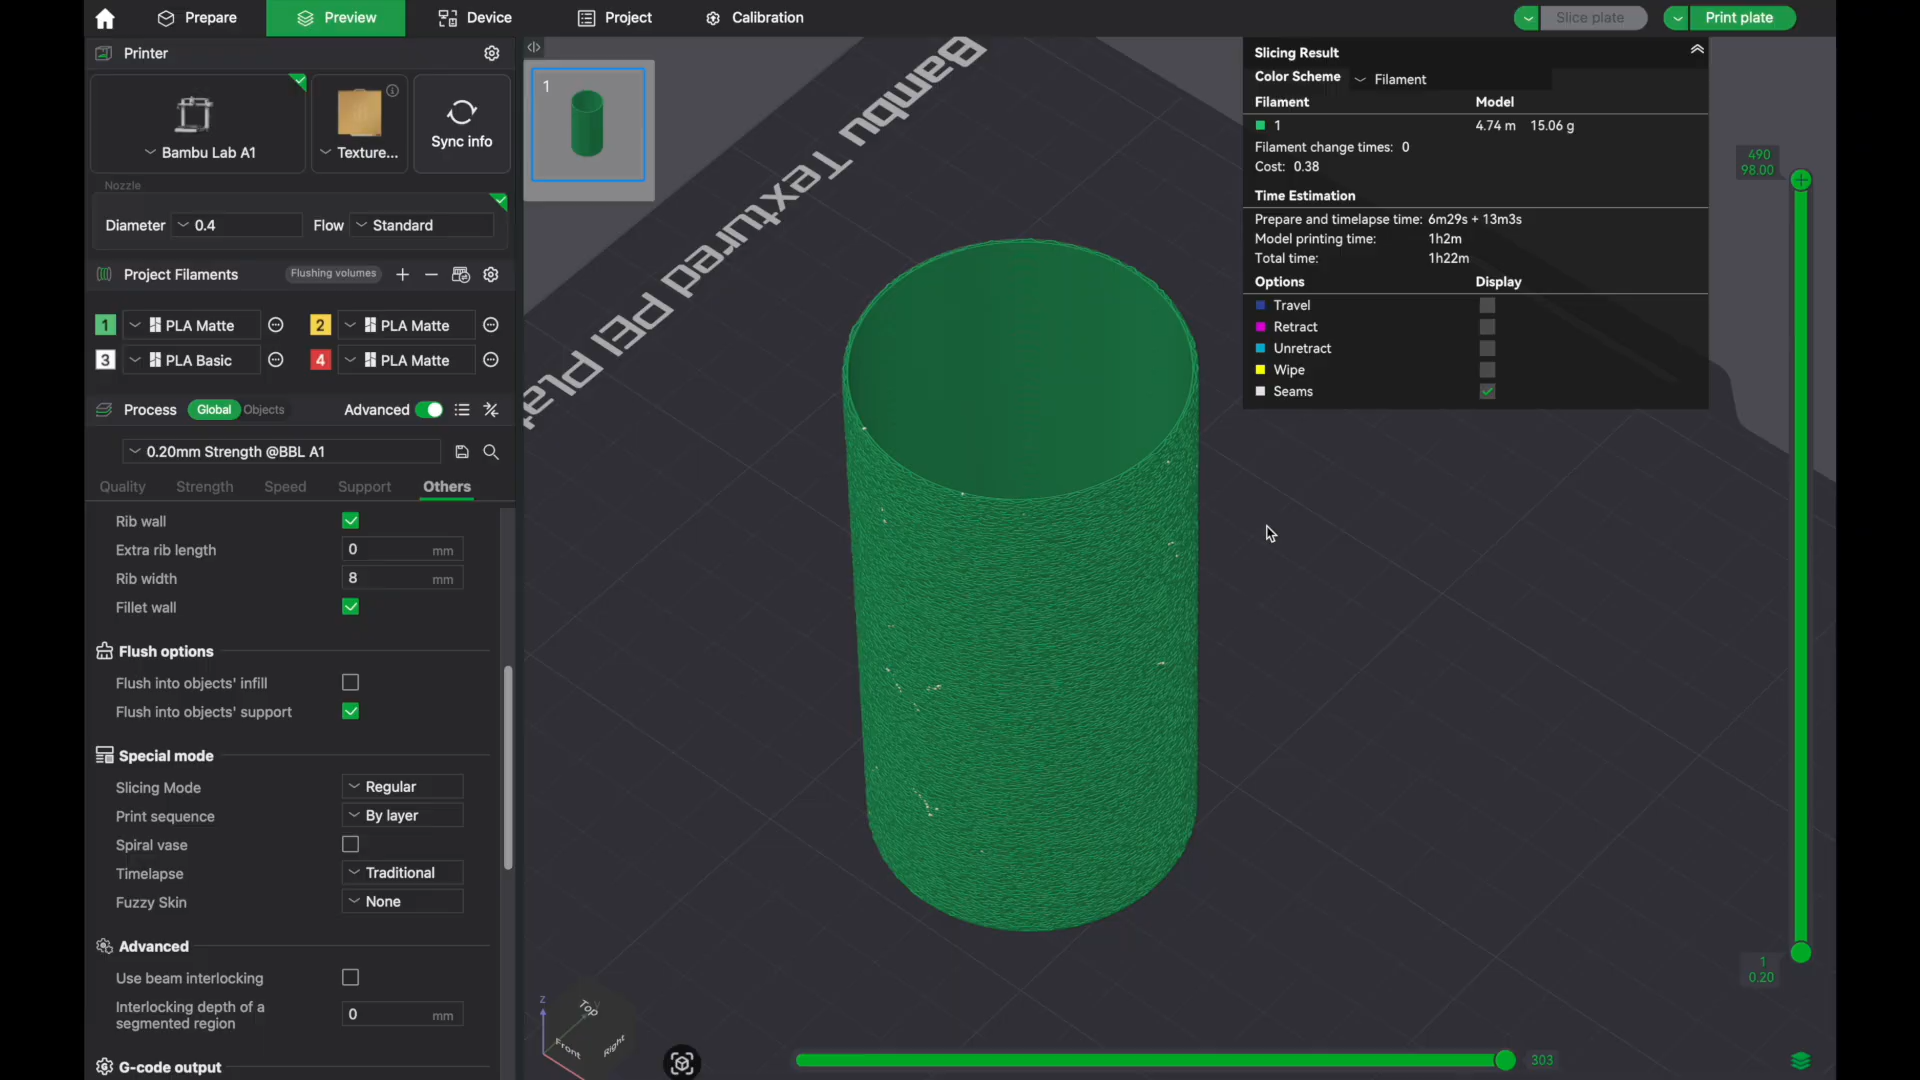 Prepare
Preview
Device
Project
Calibration
Slice plate
Print plate
Printer
Bambu Lab A1
Texture...
Sync info
Nozzle
Diameter
0.4
Flow
Standard
Project Filaments
Flushing volumes
1
PLA Matte
2
PLA Matte
3
PLA Basic
4
PLA Matte
Process
Global
Objects
Advanced
0.20mm Strength @BBL A1
Quality
Strength
Speed
Support
Others
Rib wall
Extra rib length
0
mm
Rib width
8
mm
Fillet wall
Flush options
Flush into objects' infill
Flush into objects' support
Special mode
Slicing Mode
Regular
Print sequence
By layer
Spiral vase
Timelapse
Traditional
Fuzzy Skin
None
Advanced
Use beam interlocking
Interlocking depth of a
segmented region
0
mm
G-code output
1
Bambu Textured PEI Plate
Slicing Result
Color Scheme
Filament
Filament
Model
1
4.74 m
15.06 g
Filament change times: 0
Cost: 0.38
Time Estimation
Prepare and timelapse time: 6m29s + 13m3s
Model printing time: 1h2m
Total time: 1h22m
Options
Display
Travel
Retract
Unretract
Wipe
Seams
490
98.00
1
0.20
303
z
y
Top
Front
Right